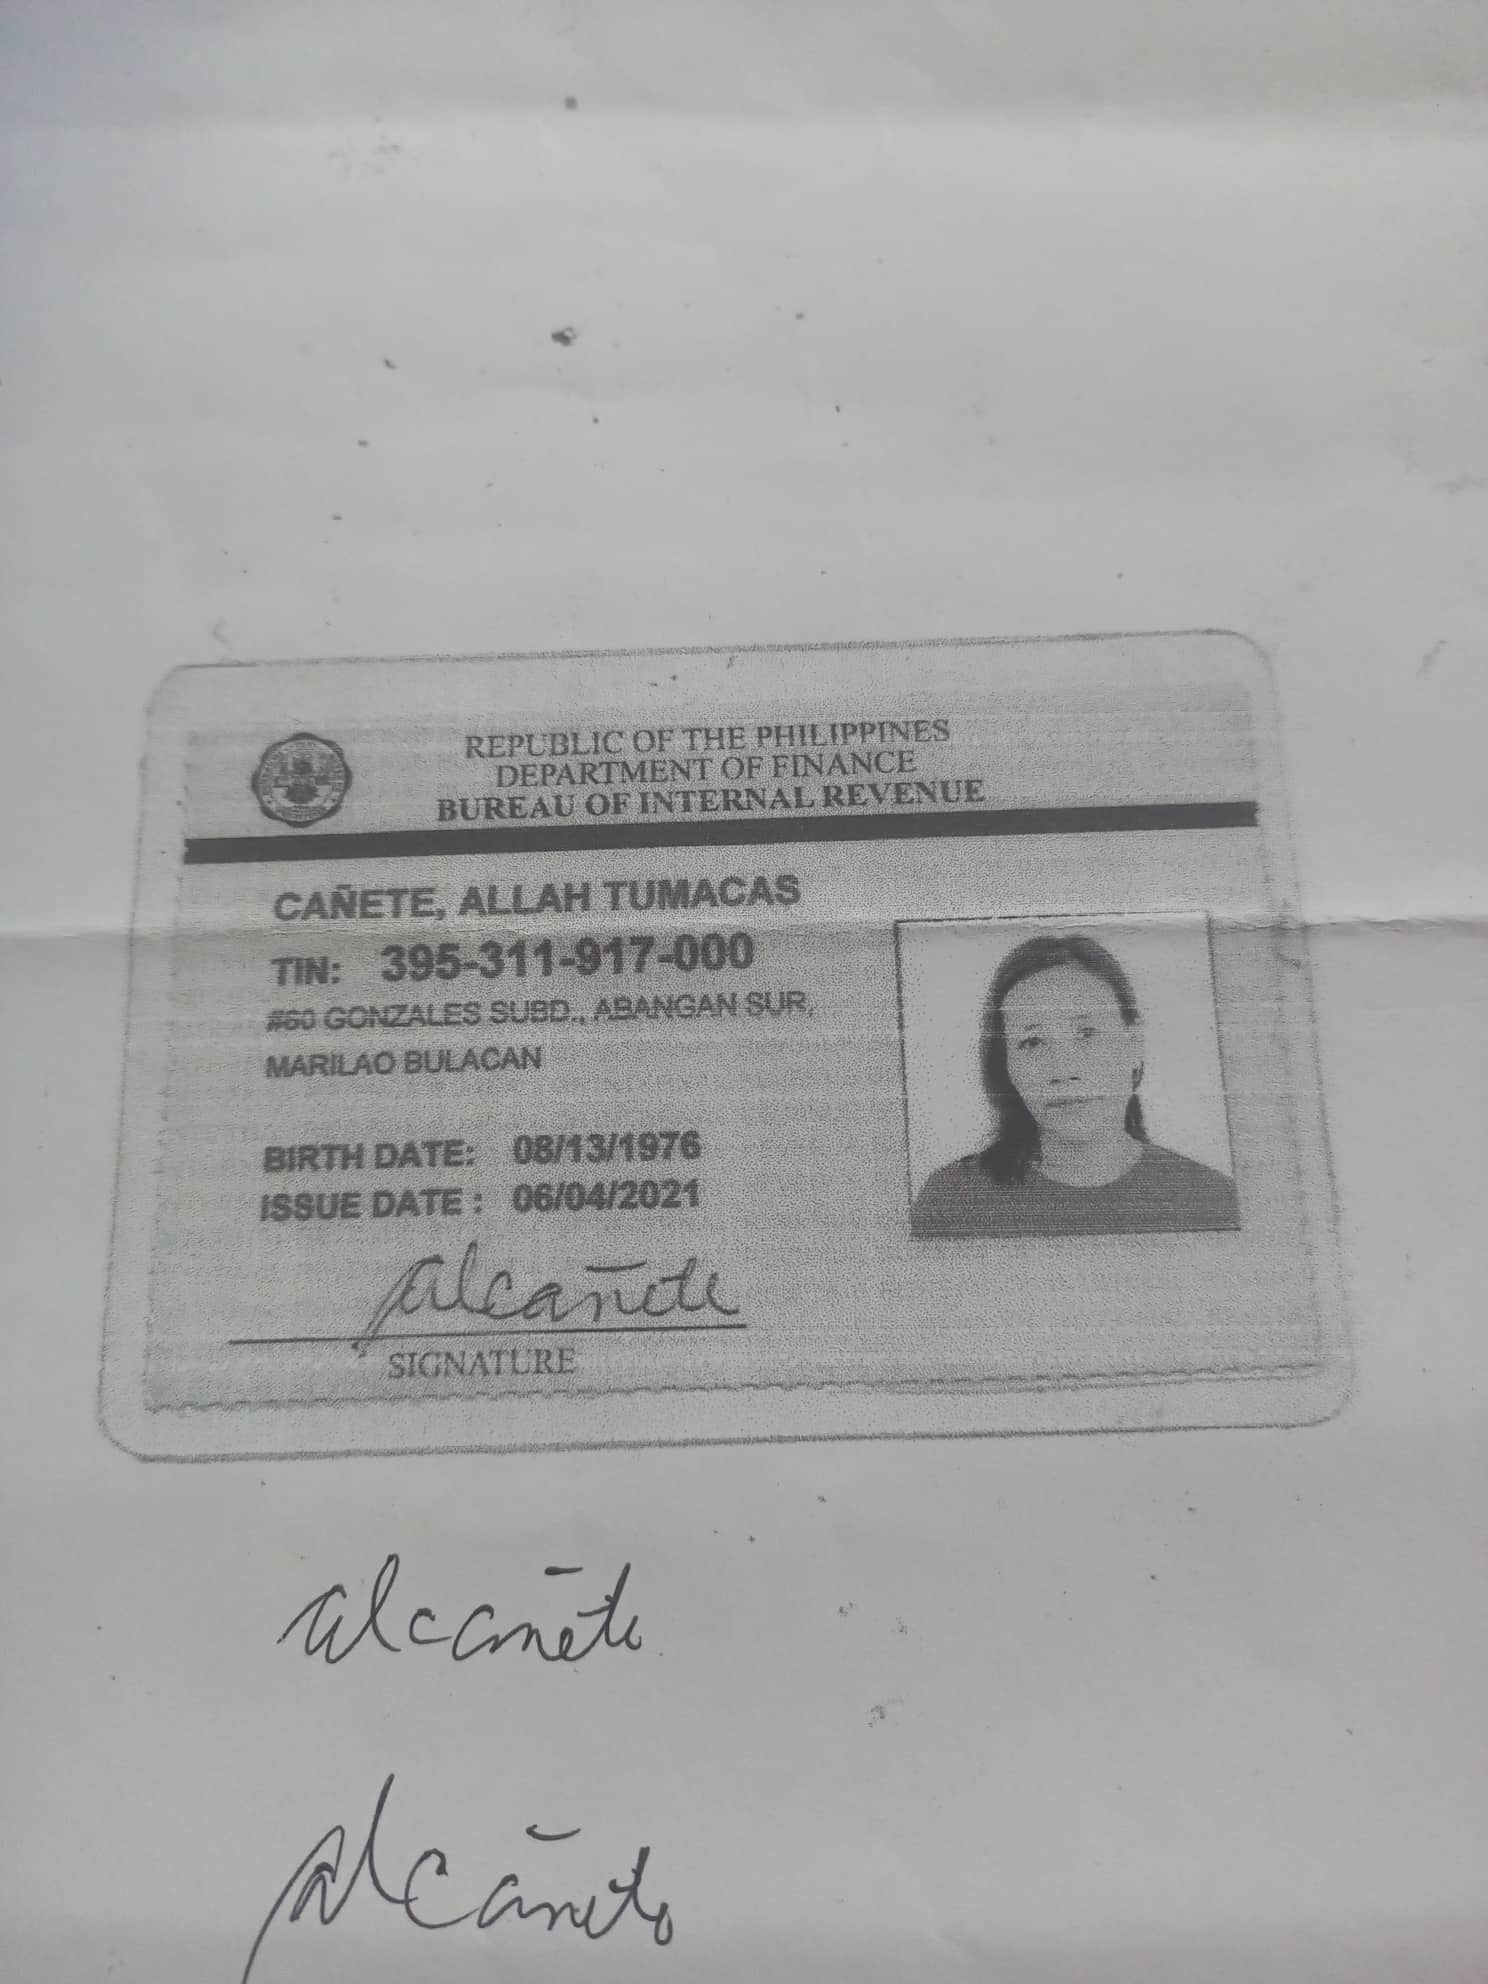 REPUBLIC OF THE PHILIPPINES
DEPARTMENT OF FINANCE
BUREAU OF INTERNAL REVENUE
CAÑETE, ALLAH TUMACAS
TIN: 395-311-917-000
#60 GONZALES SUBD., ABANGAN SUR,
MARILAO BULACAN
BIRTH DATE: 08/13/1976
ISSUE DATE : 06/04/2021
alcañete
SIGNATURE
alcañete
alcañete